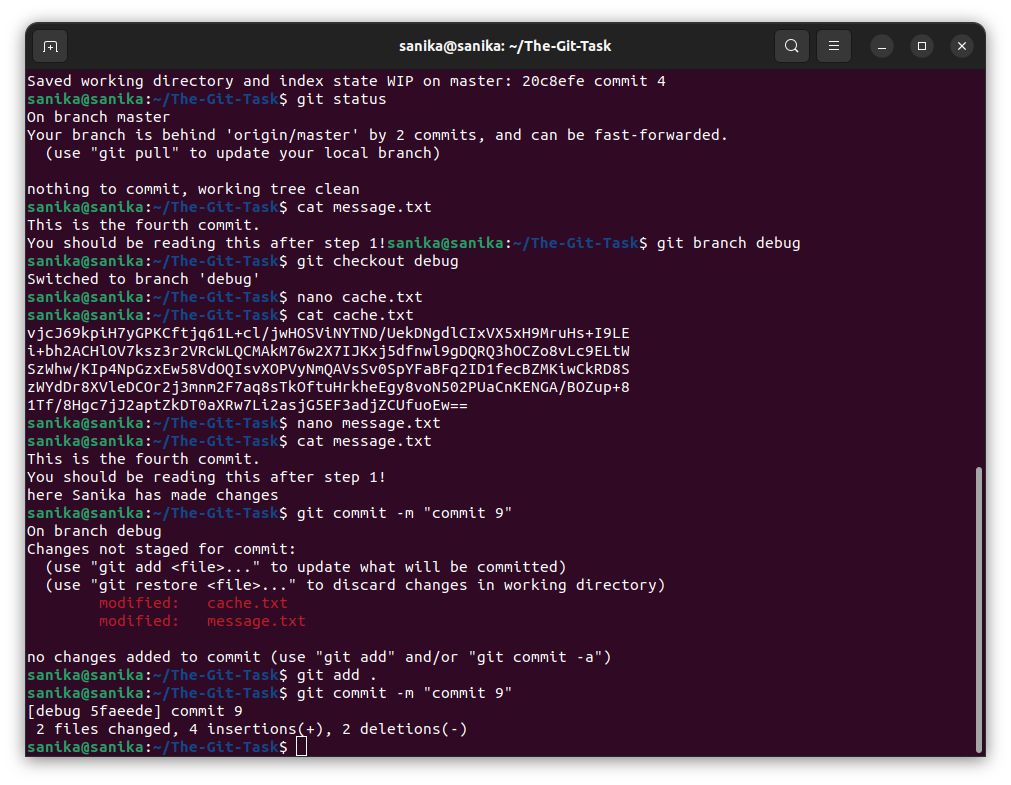 sanika@sanika: ~/The-Git-Task
Saved working directory and index state WIP on master: 20c8efe commit 4
sanika@sanika:~/The-Git-Task$ git status
On branch master
Your branch is behind 'origin/master' by 2 commits, and can be fast-forwarded.
  (use "git pull" to update your local branch)

nothing to commit, working tree clean
sanika@sanika:~/The-Git-Task$ cat message.txt
This is the fourth commit.
You should be reading this after step 1!sanika@sanika:~/The-Git-Task$ git branch debug
sanika@sanika:~/The-Git-Task$ git checkout debug
Switched to branch 'debug'
sanika@sanika:~/The-Git-Task$ nano cache.txt
sanika@sanika:~/The-Git-Task$ cat cache.txt
vjcJ69kpiH7yGPKCftjq61L+cl/jwHOSViNYTND/UekDNgdlCIxVX5xH9MruHs+I9LE
i+bh2ACHlOV7ksz3r2VRcWLQCMAkM76w2X7IJKxj5dfnwl9gDQRQ3hOCZo8vLc9ELtW
SzWhw/KIp4NpGzxEw58VdOQIsvXOPVyNmQAVsSv0SpYFaBFq2ID1fecBZMKiwCkRD8S
zWYdDr8XVleDCOr2j3mnm2F7aq8sTkOftuHrkheEgy8voN502PUaCnKENGA/BOZup+8
1Tf/8Hgc7jJ2aptZkDT0aXRw7Li2asjG5EF3adjZCUfuoEw==
sanika@sanika:~/The-Git-Task$ nano message.txt
sanika@sanika:~/The-Git-Task$ cat message.txt
This is the fourth commit.
You should be reading this after step 1!
here Sanika has made changes
sanika@sanika:~/The-Git-Task$ git commit -m "commit 9"
On branch debug
Changes not staged for commit:
  (use "git add <file>..." to update what will be committed)
  (use "git restore <file>..." to discard changes in working directory)
        modified:   cache.txt
        modified:   message.txt

no changes added to commit (use "git add" and/or "git commit -a")
sanika@sanika:~/The-Git-Task$ git add .
sanika@sanika:~/The-Git-Task$ git commit -m "commit 9"
[debug 5faeede] commit 9
 2 files changed, 4 insertions(+), 2 deletions(-)
sanika@sanika:~/The-Git-Task$